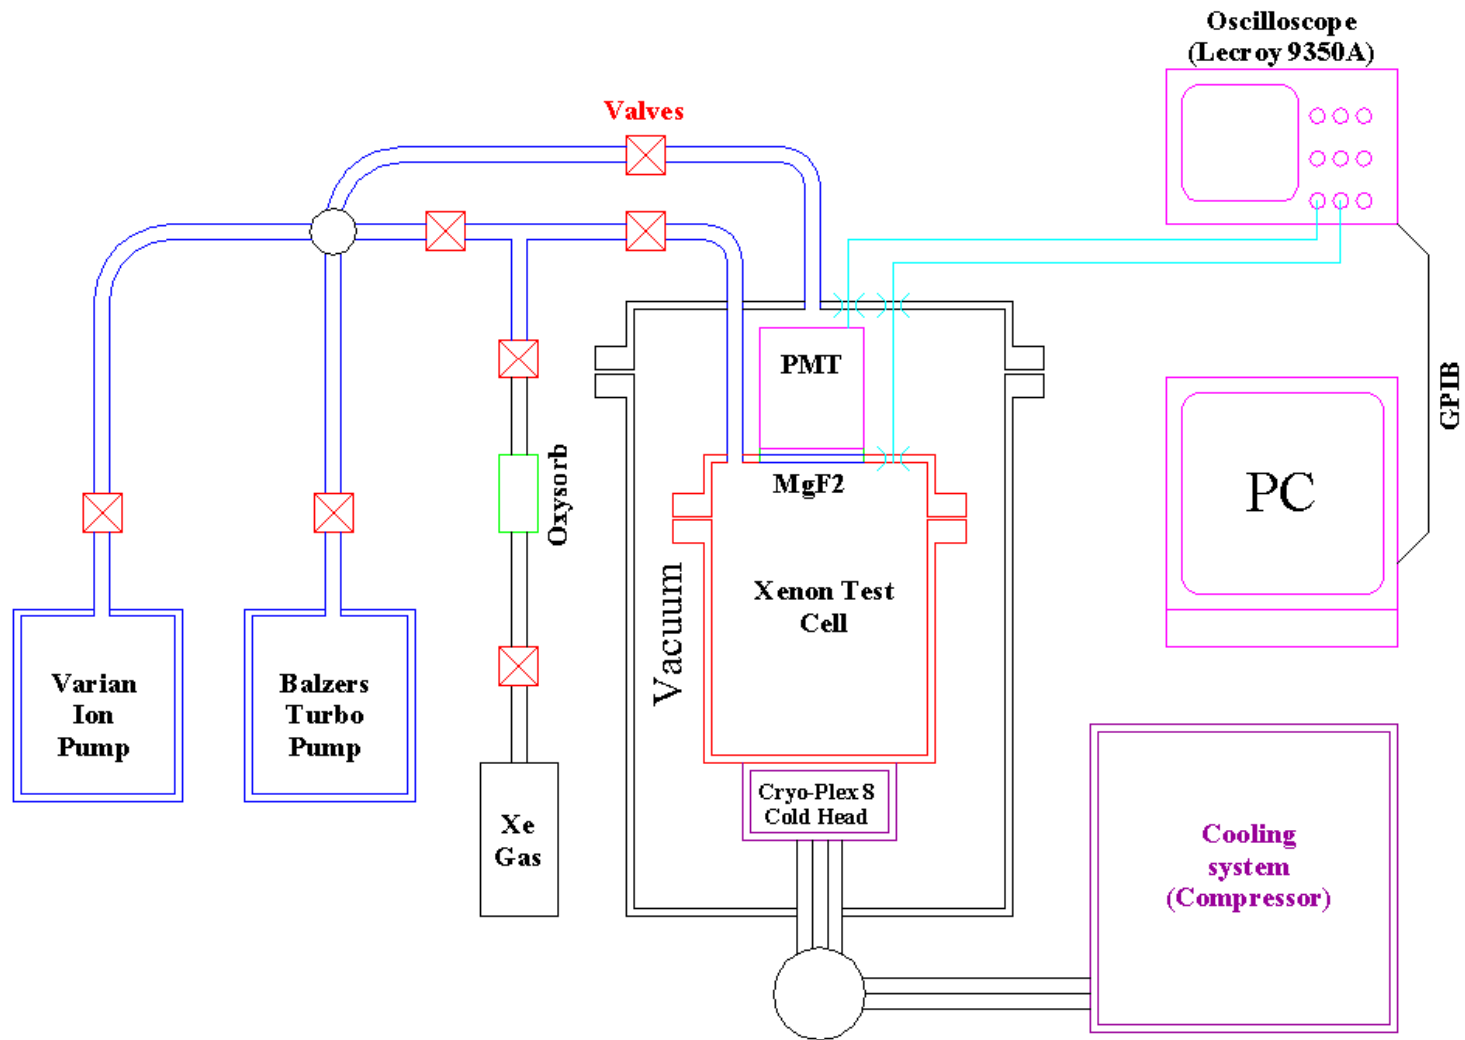 Oscilloscope
(Lecroy 9350A)
Valves
PMT
GPIB
Oxysorb
MgF2
PC
Vacuum
Xenon Test
Cell
Varian
Ion
Pump
Balzers
Turbo
Pump
Cryo-Plex 8
Cold Head
Xe
Gas
Cooling
system
(Compressor)